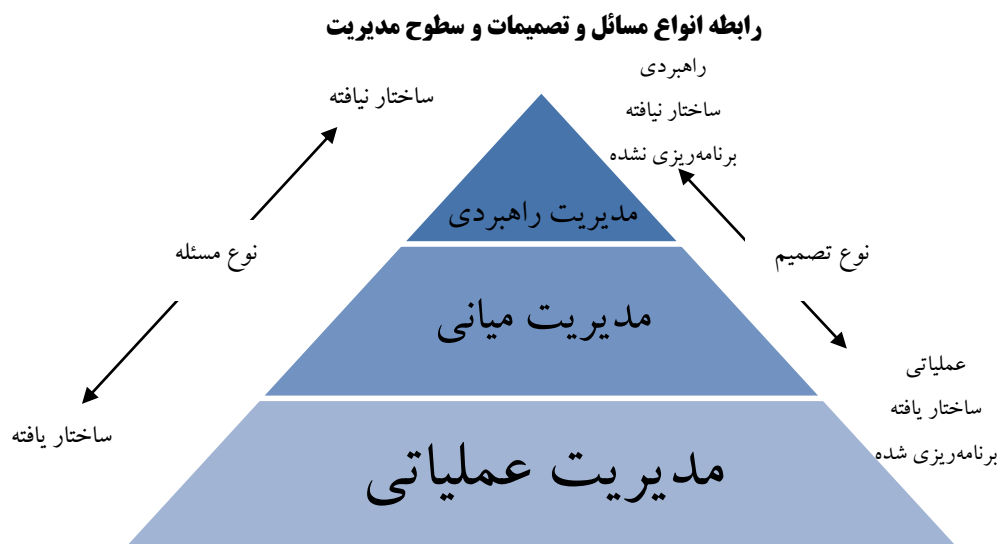 رابطه انواع مسائل و تصمیمات و سطوح مدیریت
راهبردی
ساختار نیافته
برنامه‌ریزی نشده
ساختار نیافته
مدیریت راهبردی
نوع تصمیم
نوع مسئله
مدیریت میانی
عملیاتی
ساختار یافته
برنامه‌ریزی شده
ساختار یافته
مدیریت عملیاتی